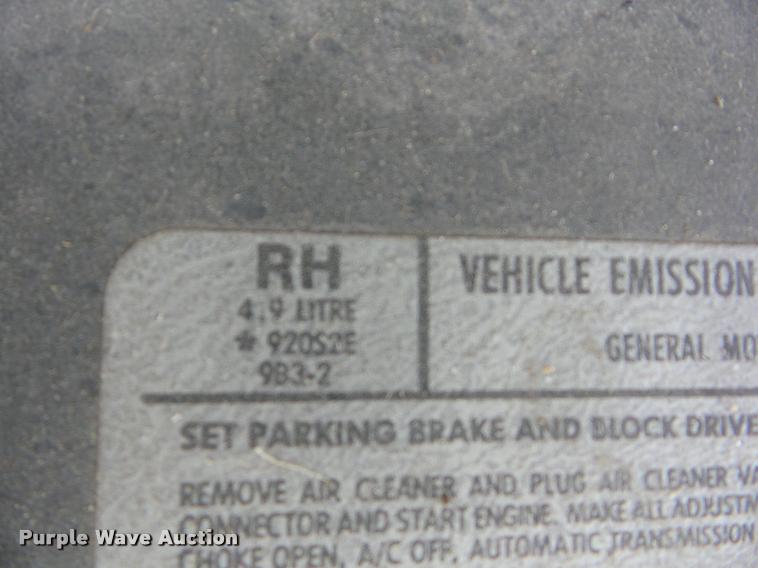 RH
4.9 LITRE
* 920S2E
9B3-2
VEHICLE EMISSION
GENERAL MO
SET PARKING BRAKE AND BLOCK DRIVE
REMOVE AIR CLEANER AND PLUG AIR CLEANER VA
CONNECTOR AND START ENGINE. MAKE ALL ADJUSTM
CHOKE OPEN, A/C OFF, AUTOMATIC TRANSMISSION
Purple Wave Auction